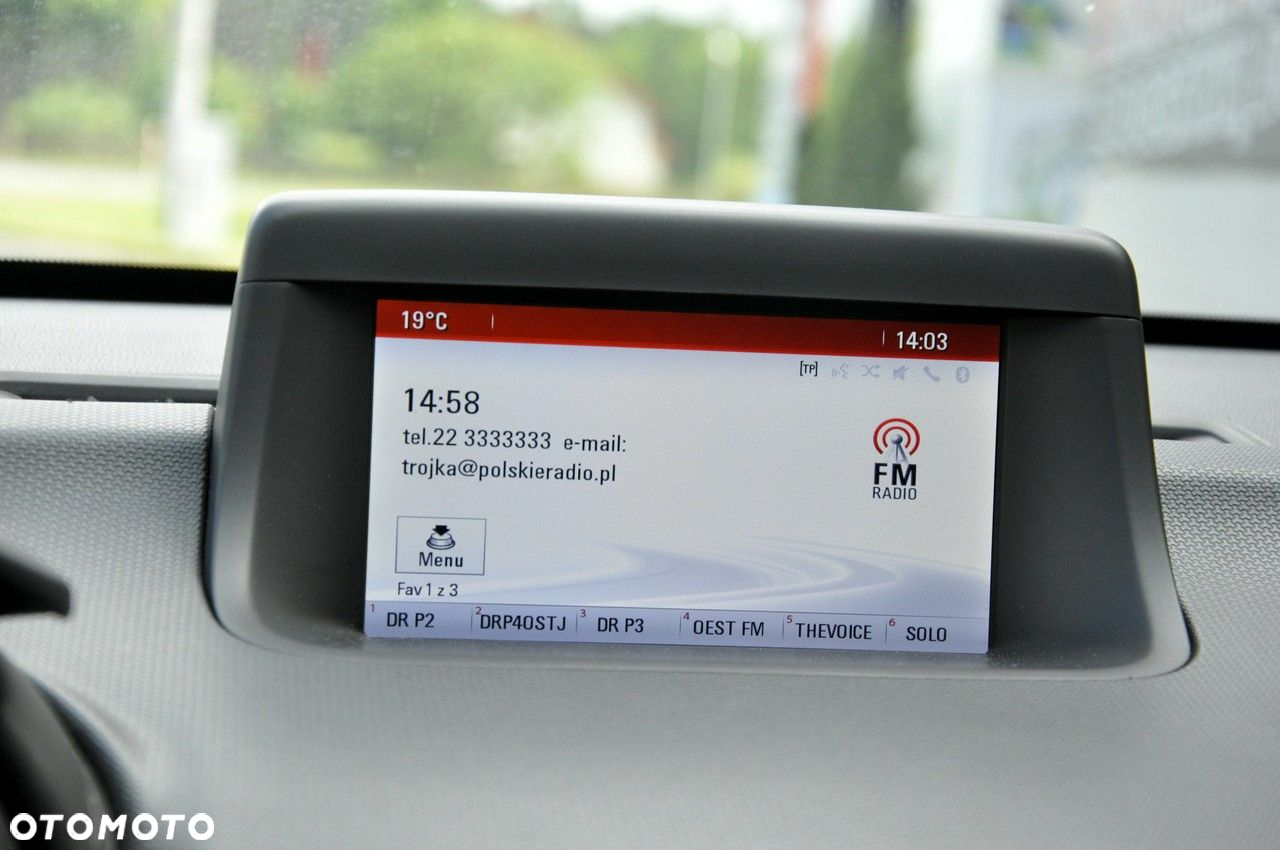 19°C
14:03
[TP]
14:58
tel.22 3333333 e-mail:
trojka@polskieradio.pl
FM
RADIO
Menu
Fav 1 z 3
1 DR P2 2 DRP4OSTJ 3 DR P3 4 OEST FM 5 THEVOICE 6 SOLO
OTOMOTO